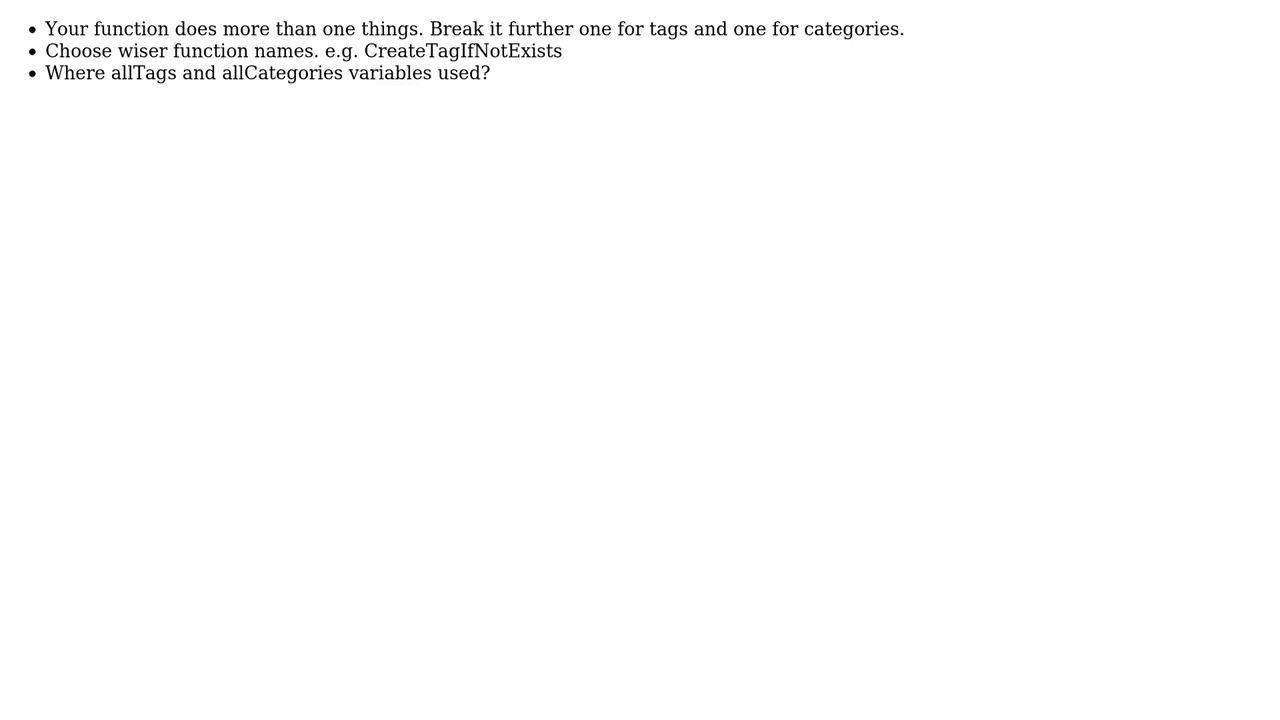 Your function does more than one things. Break it further one for tags and one for categories.
Choose wiser function names. e.g. CreateTagIfNotExists
Where allTags and allCategories variables used?